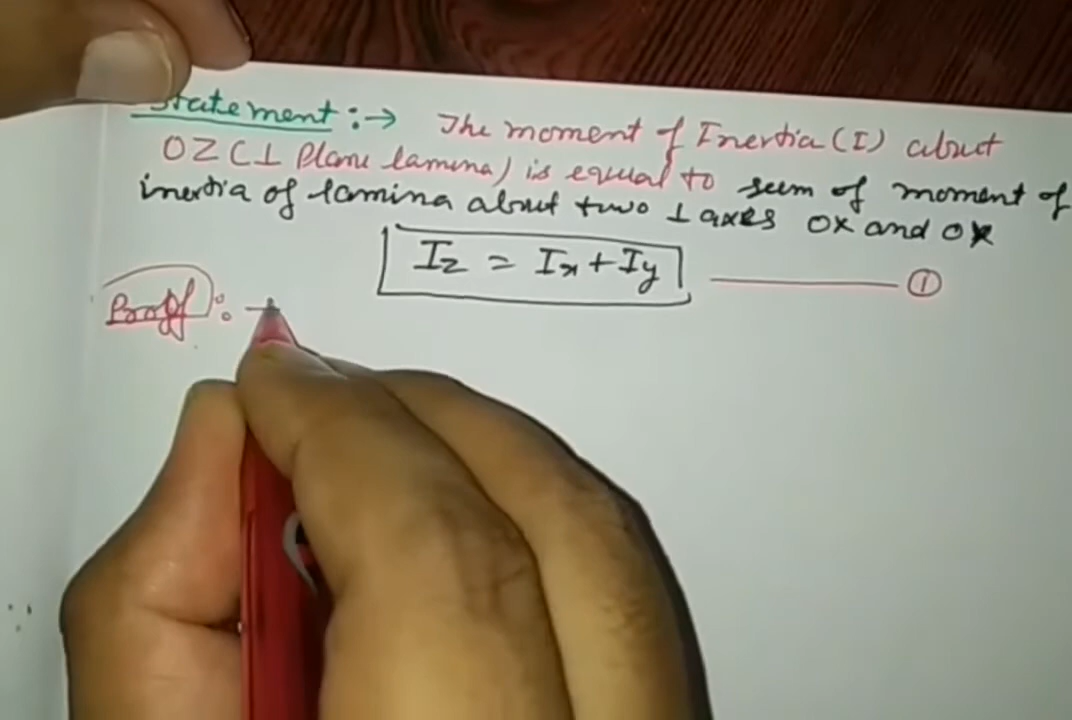 Statement :→ The moment of Inertia (I) about
OZ (⊥ Plane lamina) is equal to sum of moment of
inertia of lamina about two ⊥ axes OX and OX
Iz = Ix + Iy ①
Proof : -